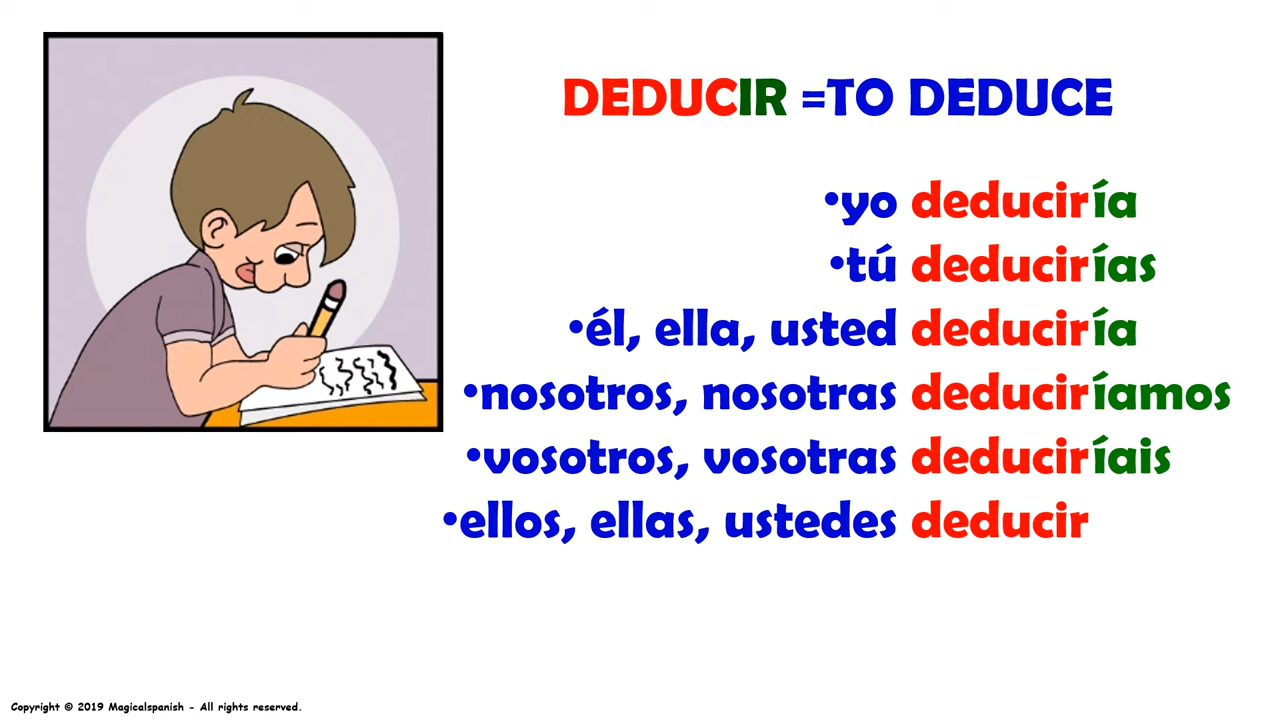 DEDUCIR =TO DEDUCE
•yo deduciría
•tú deducirías
•él, ella, usted deduciría
•nosotros, nosotras deduciríamos
•vosotros, vosotras deduciríais
•ellos, ellas, ustedes deducir
Copyright © 2019 Magicalspanish - All rights reserved.